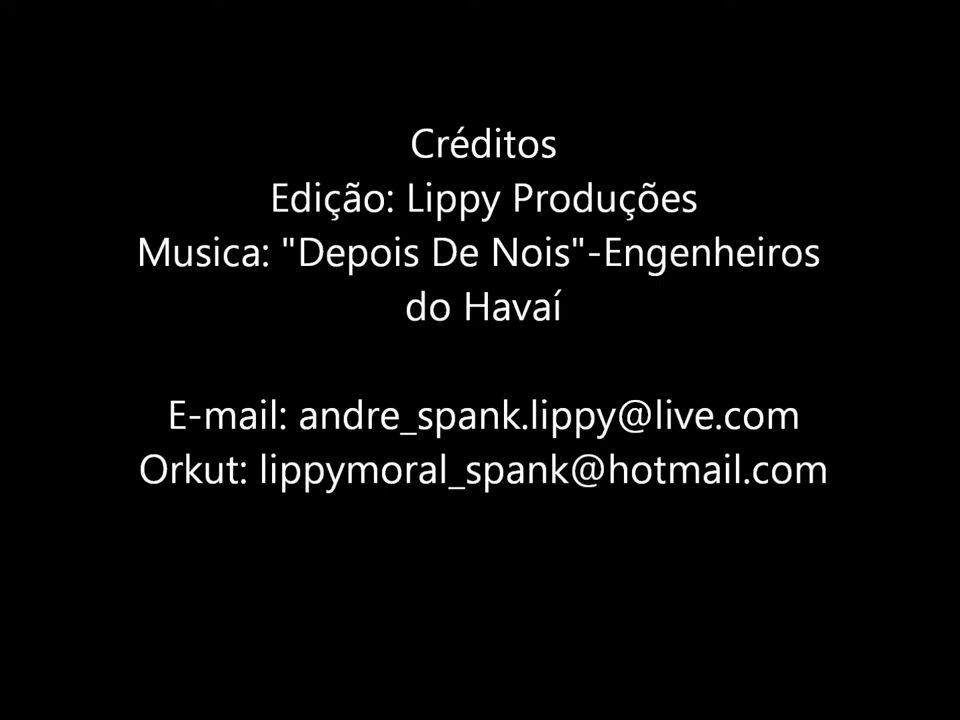 Créditos
Edição: Lippy Produções
Musica: "Depois De Nois"-Engenheiros
do Havaí
E-mail: andre_spank.lippy@live.com
Orkut: lippymoral_spank@hotmail.com